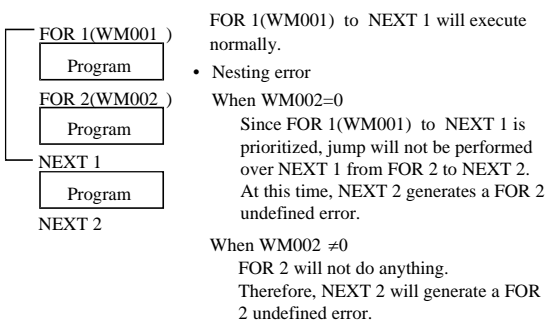 FOR 1(WM001 )
Program
FOR 2(WM002 )
Program
NEXT 1
Program
NEXT 2
FOR 1(WM001) to NEXT 1 will execute
normally.
• Nesting error
When WM002=0
Since FOR 1(WM001) to NEXT 1 is
prioritized, jump will not be performed
over NEXT 1 from FOR 2 to NEXT 2.
At this time, NEXT 2 generates a FOR 2
undefined error.
When WM002 ≠0
FOR 2 will not do anything.
Therefore, NEXT 2 will generate a FOR
2 undefined error.